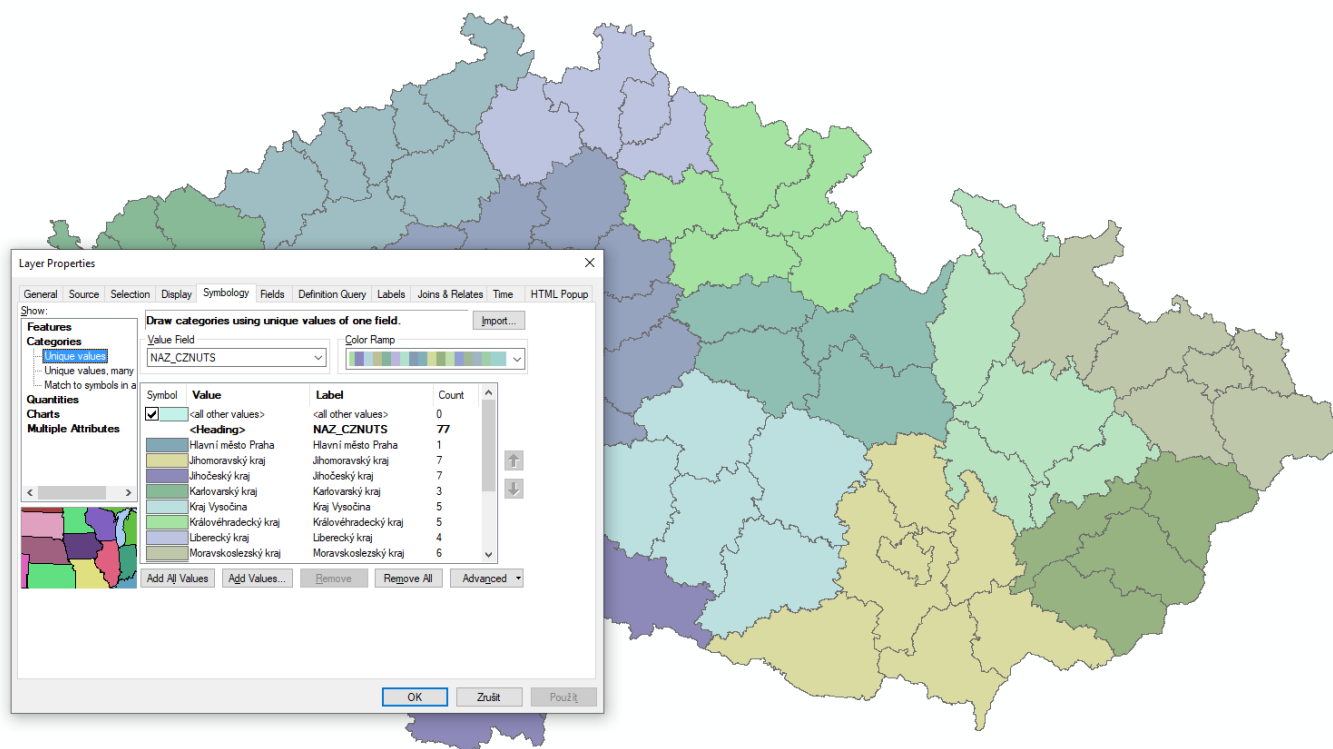 Layer Properties
General Source Selection Display Symbology Fields Definition Query Labels Joins & Relates Time HTML Popup
Show:
Features
Categories
Unique values
Unique values, many
Match to symbols in a
Quantities
Charts
Multiple Attributes
Draw categories using unique values of one field.
Import...
Value Field
NAZ_CZNUTS
Color Ramp
Symbol Value Label Count
<all other values> <all other values> 0
<Heading> NAZ_CZNUTS 77
Hlavní město Praha Hlavní město Praha 1
Jihomoravský kraj Jihomoravský kraj 7
Jihočeský kraj Jihočeský kraj 7
Karlovarský kraj Karlovarský kraj 3
Kraj Vysočina Kraj Vysočina 5
Královéhradecký kraj Královéhradecký kraj 5
Liberecký kraj Liberecký kraj 4
Moravskoslezský kraj Moravskoslezský kraj 6
Add All Values Add Values... Remove Remove All Advanced
OK Zrušit Použít